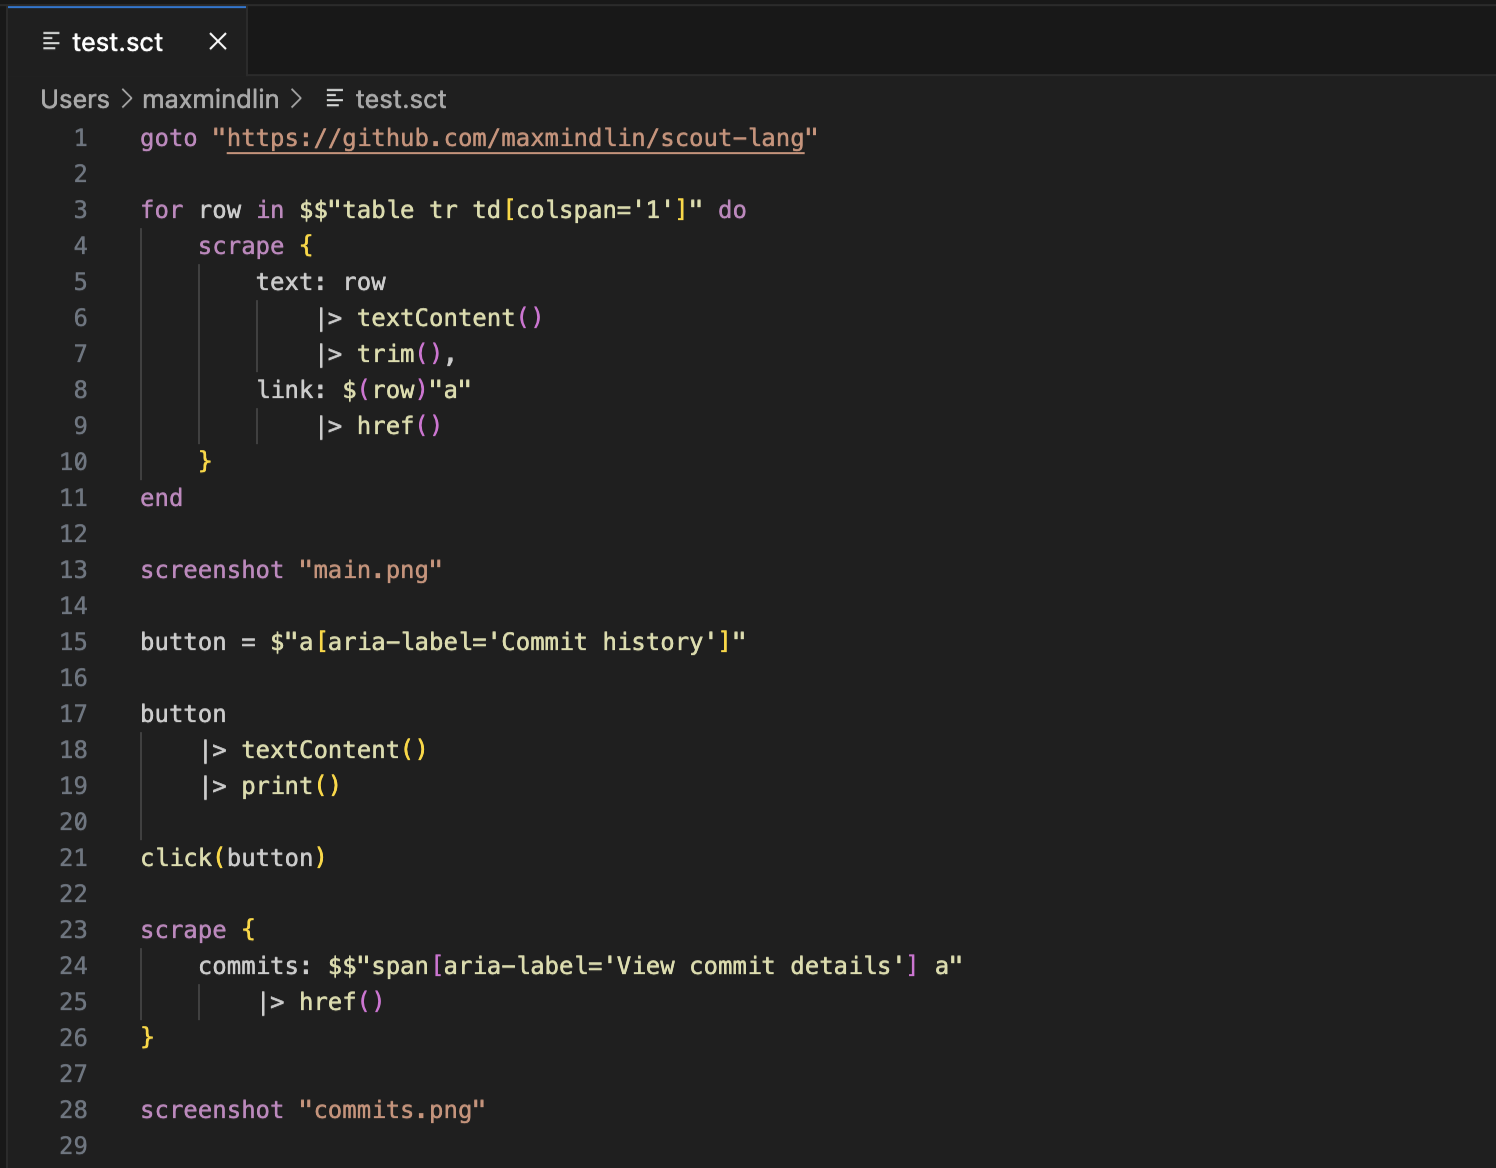 test.sct
Users > maxmindlin > test.sct
1 goto "https://github.com/maxmindlin/scout-lang"
2
3 for row in $$"table tr td[colspan='1']" do
4     scrape {
5         text: row
6             |> textContent()
7             |> trim(),
8         link: $(row)"a"
9             |> href()
10     }
11 end
12
13 screenshot "main.png"
14
15 button = $"a[aria-label='Commit history']"
16
17 button
18     |> textContent()
19     |> print()
20
21 click(button)
22
23 scrape {
24     commits: $$"span[aria-label='View commit details'] a"
25         |> href()
26 }
27
28 screenshot "commits.png"
29